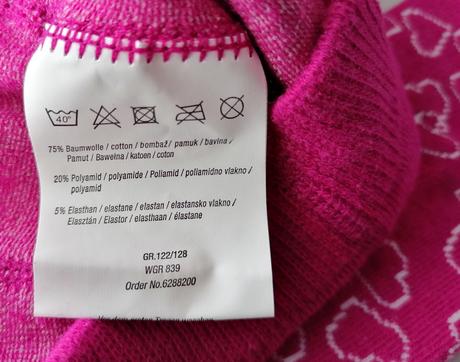 40°
75% Baumwolle / cotton / bombaž / pamuk / bavlna /
Pamut / Bawełna / katoen / coton
20% Polyamid / polyamide / Poliamid / poliamidno vlakno /
polyamid
5% Elasthan / elastane / elastan / elastansko vlakno /
Elasztán / Elastor / elasthaan / élastane
GR.122/128
WGR 839
Order No.6288200